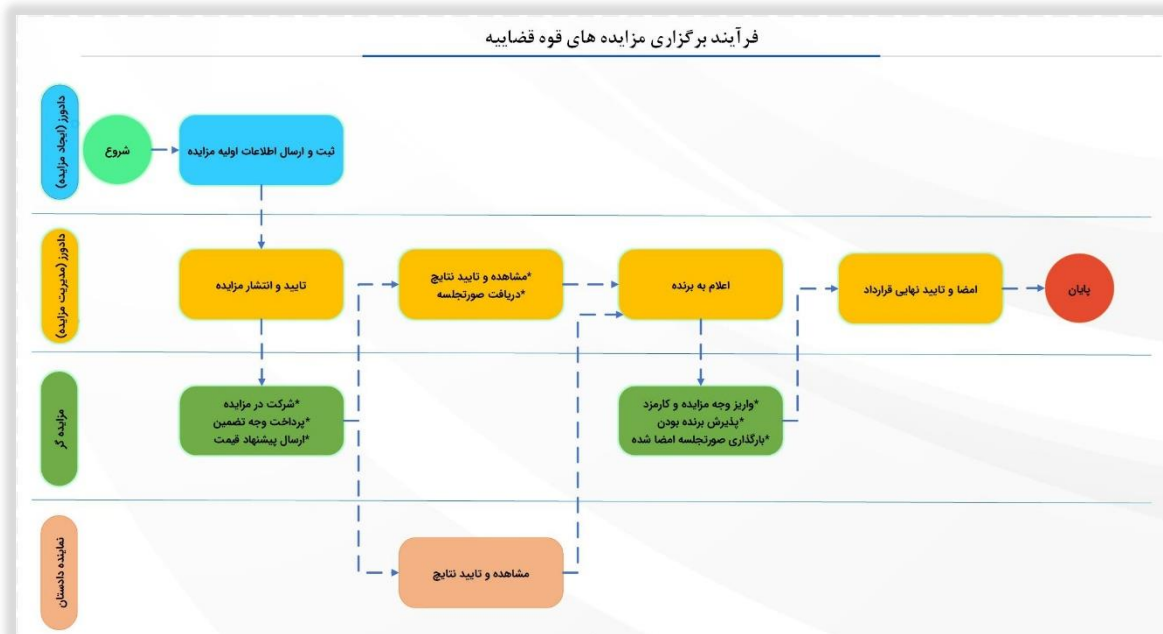 فرآیند برگزاری مزایده های قوه قضاییه
دادورز (ایجاد مزایده)
شروع
ثبت و ارسال اطلاعات اولیه مزایده
دادورز (مدیریت مزایده)
تایید و انتشار مزایده
*مشاهده و تایید نتایج
*دریافت صورتجلسه
اعلام به برنده
امضا و تایید نهایی قرارداد
پایان
مزایده گر
*شرکت در مزایده
*پرداخت وجه تضمین
*ارسال پیشنهاد قیمت
*واریز وجه مزایده و کارمزد
*پذیرش برنده بودن
*بارگذاری صورتجلسه امضا شده
نماینده دادستان
مشاهده و تایید نتایج